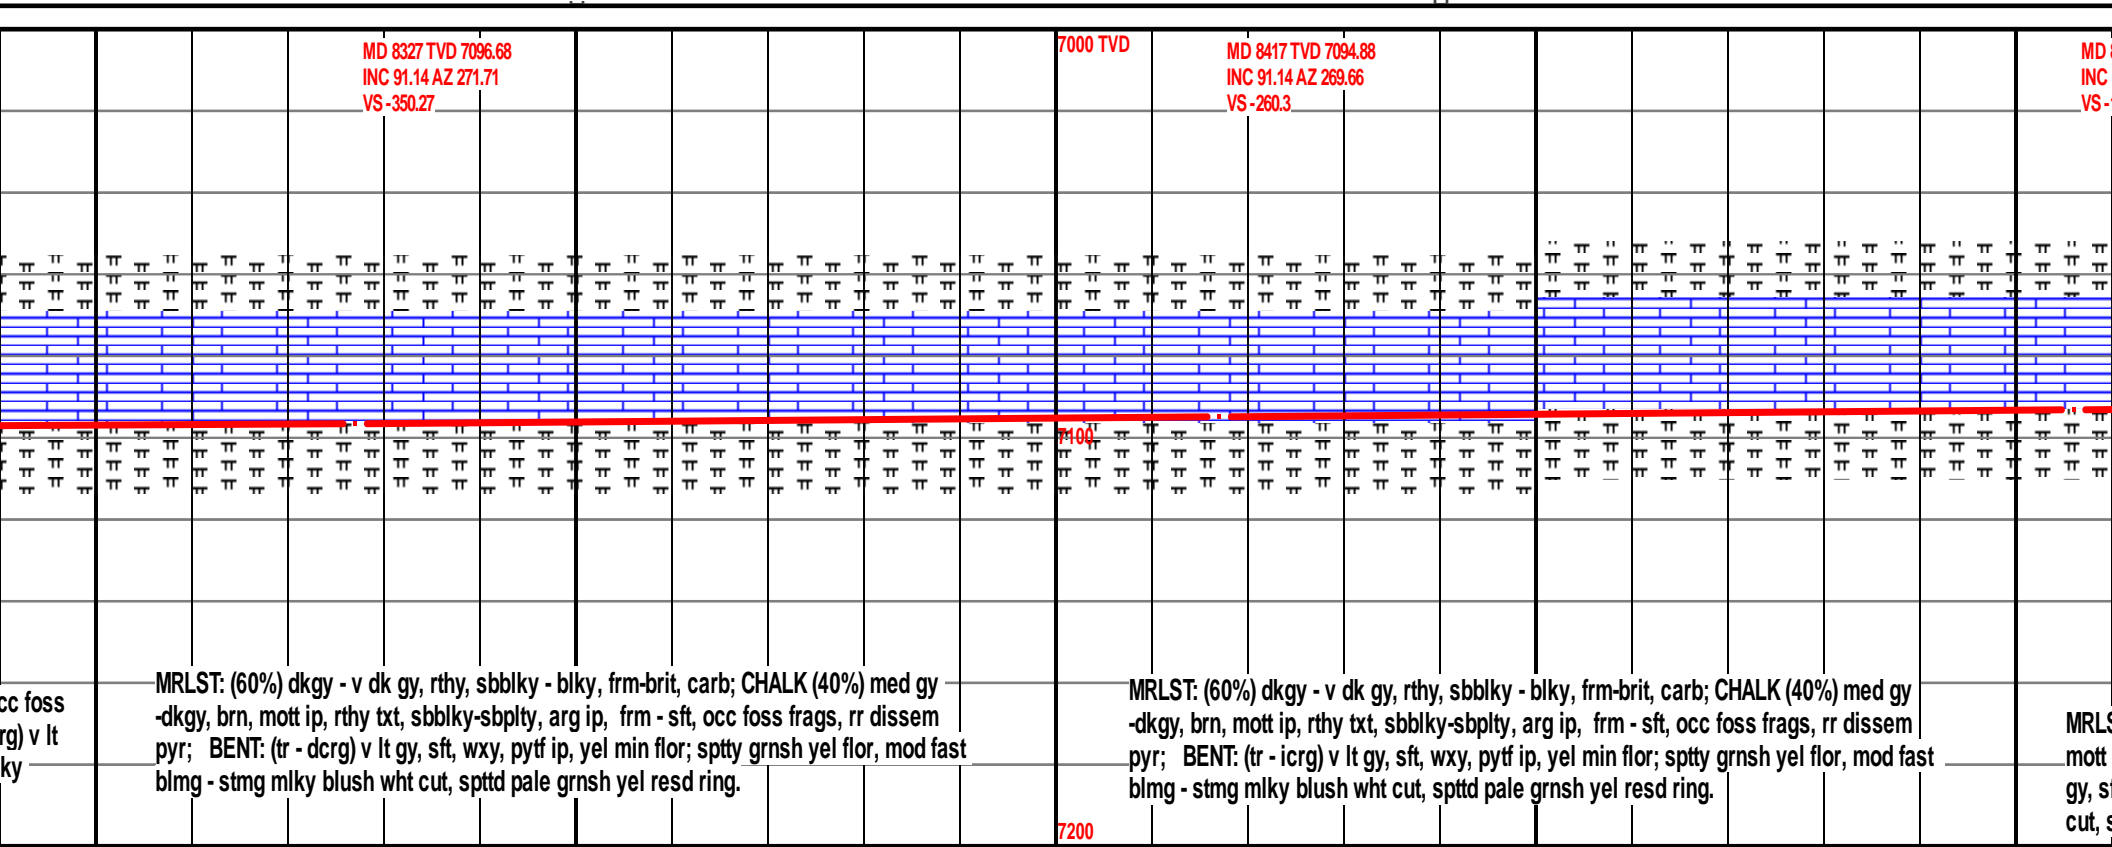 MD 8327 TVD 7096.68
INC 91.14 AZ 271.71
VS -350.27
7000 TVD
MD 8417 TVD 7094.88
INC 91.14 AZ 269.66
VS -260.3
MD
INC
VS -
7100
cc foss
rg) v lt
ky
MRLST: (60%) dkgy - v dk gy, rthy, sbblky - blky, frm-brit, carb; CHALK (40%) med gy
-dkgy, brn, mott ip, rthy txt, sbblky-sbplty, arg ip, frm - sft, occ foss frags, rr dissem
pyr; BENT: (tr - dcrg) v lt gy, sft, wxy, pytf ip, yel min flor; sptty grnsh yel flor, mod fast
blmg - stmg mlky blush wht cut, spttd pale grnsh yel resd ring.
MRLST: (60%) dkgy - v dk gy, rthy, sbblky - blky, frm-brit, carb; CHALK (40%) med gy
-dkgy, brn, mott ip, rthy txt, sbblky-sbplty, arg ip, frm - sft, occ foss frags, rr dissem
pyr; BENT: (tr - icrg) v lt gy, sft, wxy, pytf ip, yel min flor; sptty grnsh yel flor, mod fast
blmg - stmg mlky blush wht cut, spttd pale grnsh yel resd ring.
MRLS
mott
gy, s
cut, s
7200